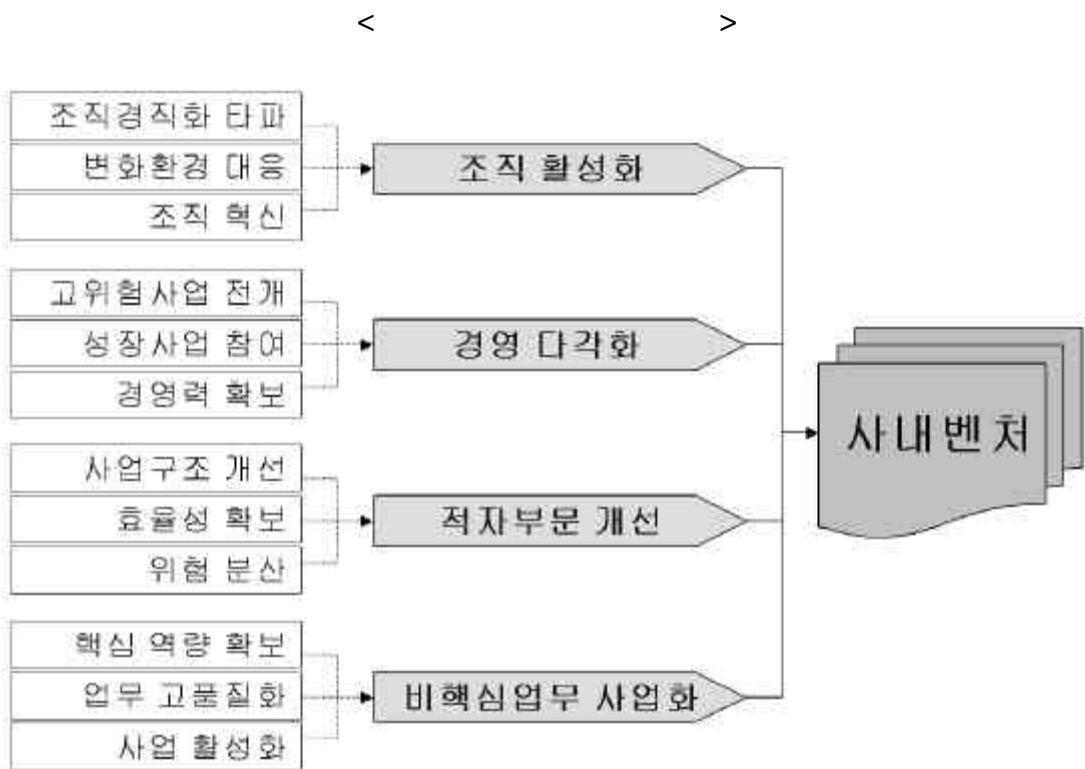 < >
조직경직화 타파
변화환경 대응
조직 혁신
조직 활성화
고위험사업 전개
성장사업 참여
경영력 확보
경영 다각화
사업구조 개선
효율성 확보
위험 분산
적자부문 개선
핵심 역량 확보
업무 고품질화
사업 활성화
비핵심업무 사업화
사내벤처